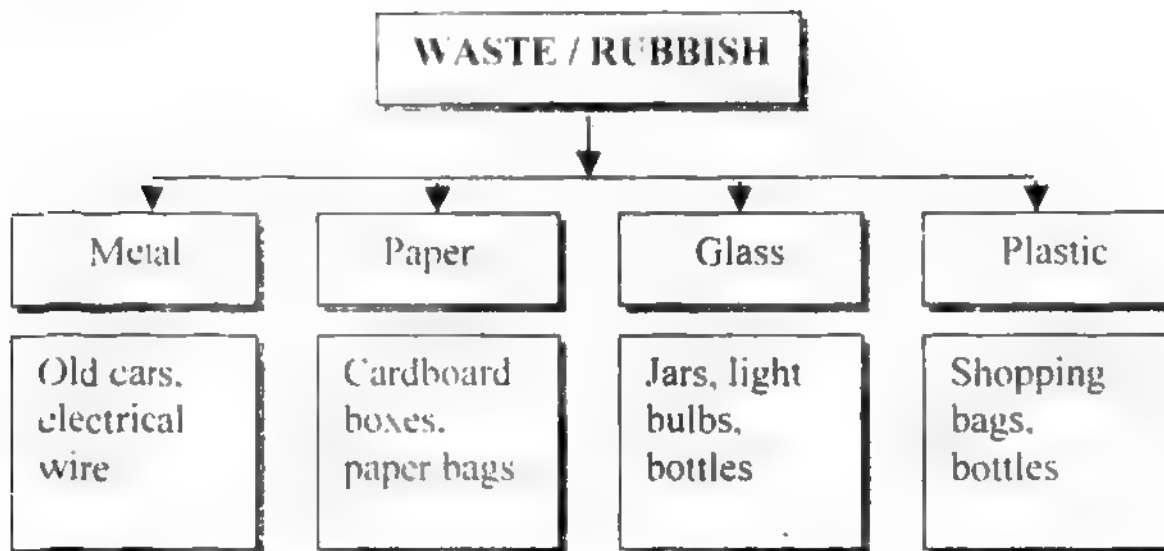 WASTE / RUBBISH
Metal
Paper
Glass
Plastic
Old cars,
electrical
wire
Cardboard
boxes,
paper bags
Jars, light
bulbs,
bottles
Shopping
bags,
bottles